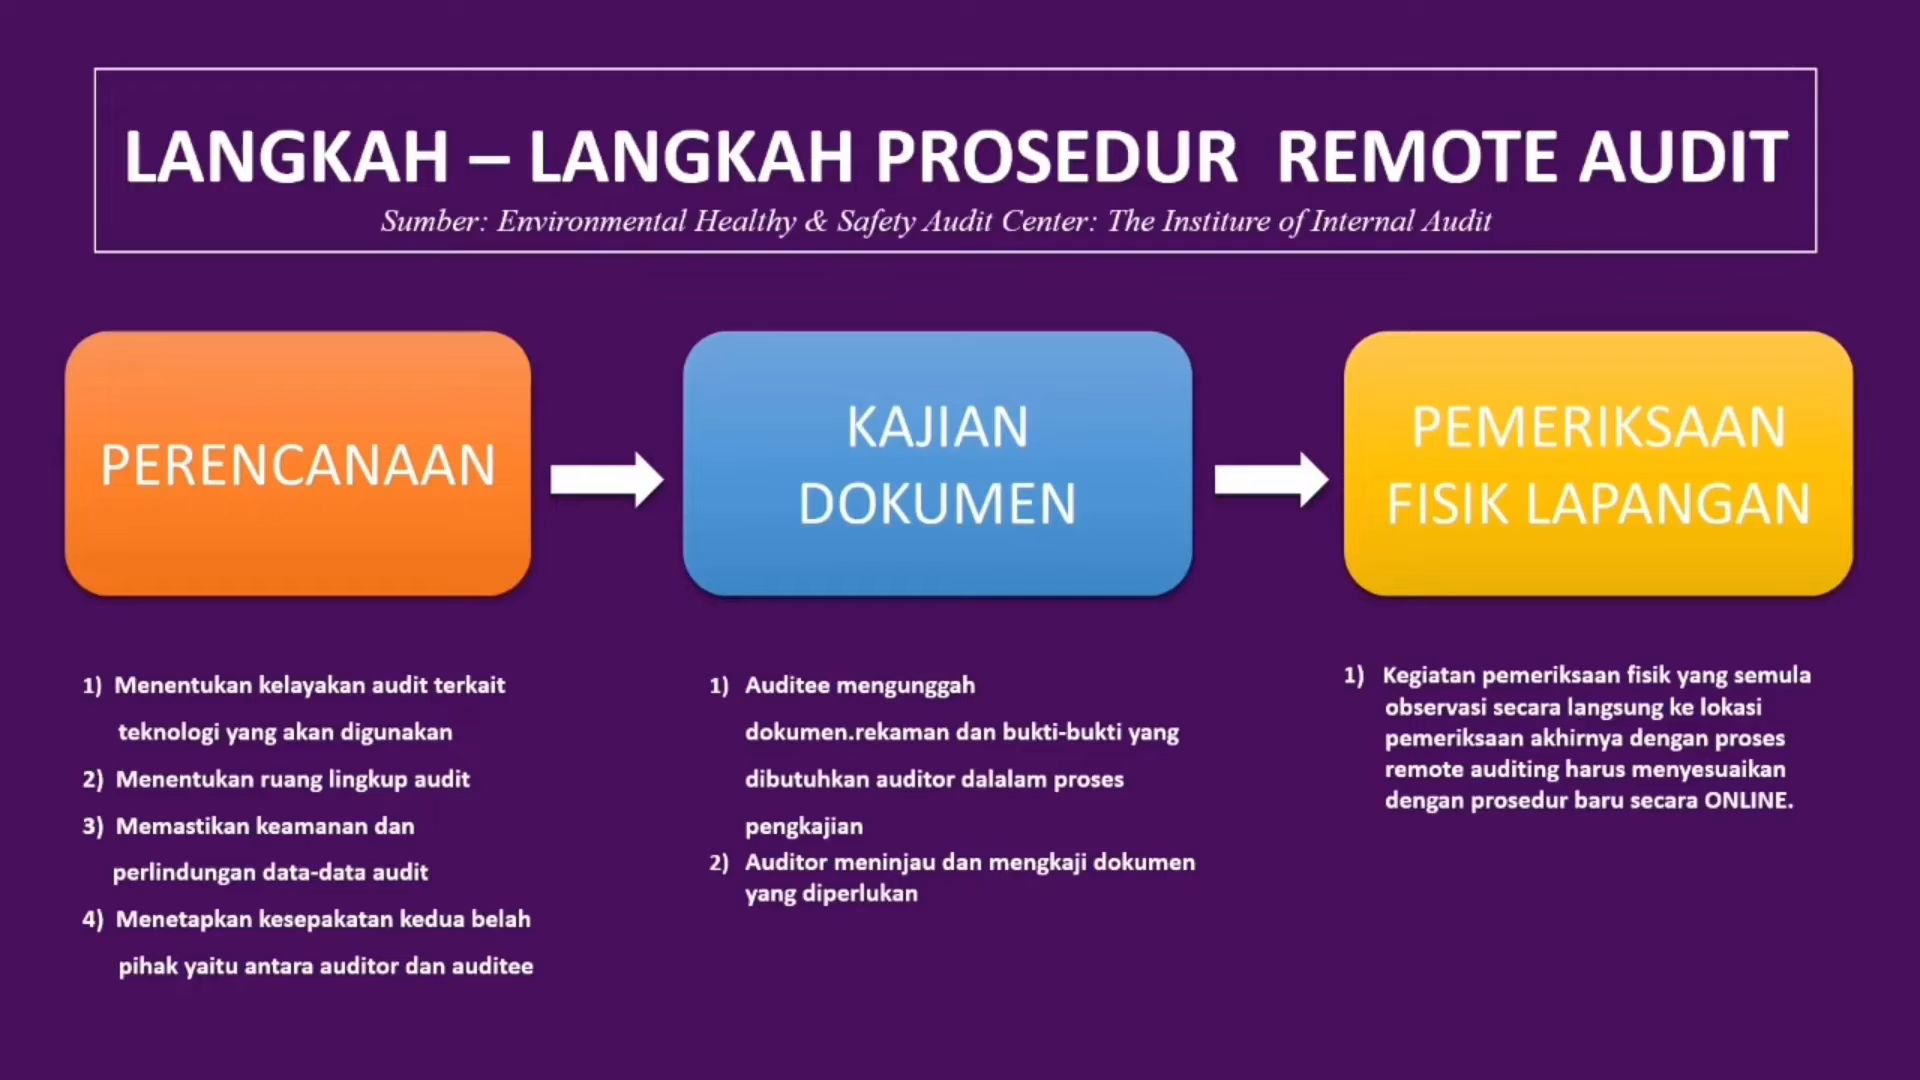 LANGKAH – LANGKAH PROSEDUR  REMOTE AUDIT
Sumber: Environmental Healthy & Safety Audit Center: The Institure of Internal Audit
PERENCANAAN
1) Menentukan kelayakan audit terkait
teknologi yang akan digunakan
2) Menentukan ruang lingkup audit
3) Memastikan keamanan dan
perlindungan data-data audit
4) Menetapkan kesepakatan kedua belah
pihak yaitu antara auditor dan auditee
KAJIAN
DOKUMEN
1) Auditee mengunggah
dokumen.rekaman dan bukti-bukti yang
dibutuhkan auditor dalalam proses
pengkajian
2) Auditor meninjau dan mengkaji dokumen
yang diperlukan
PEMERIKSAAN
FISIK LAPANGAN
1) Kegiatan pemeriksaan fisik yang semula
observasi secara langsung ke lokasi
pemeriksaan akhirnya dengan proses
remote auditing harus menyesuaikan
dengan prosedur baru secara ONLINE.